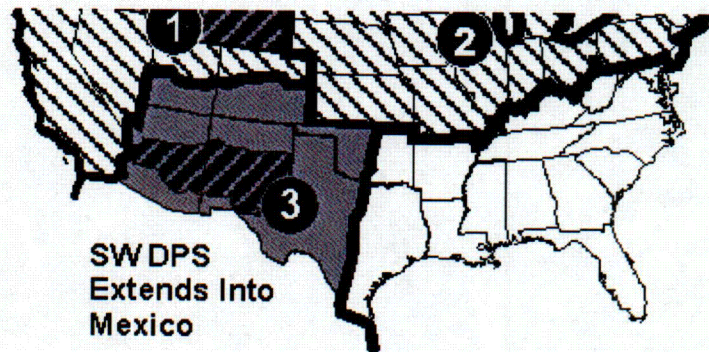 1
2
3
SW DPS
Extends Into
Mexico